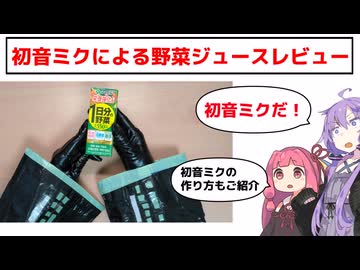 初音ミクによる野菜ジュースレビュー
1日分の
野菜
初音ミクだ！
初音ミクの
作り方もご紹介